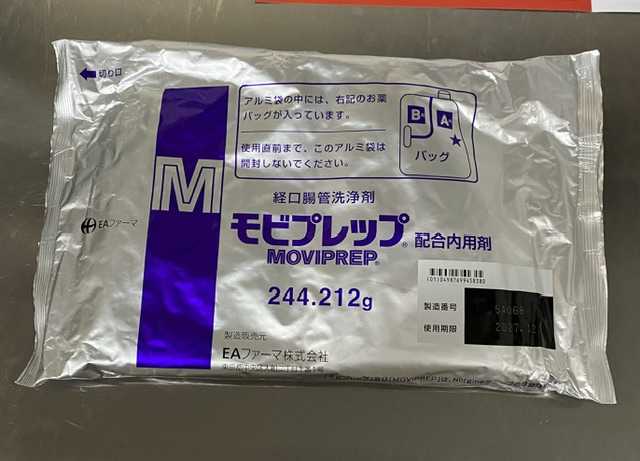 切り口
アルミ袋の中には、右記のお薬
バッグが入っています。
使用直前まで、このアルミ袋は
開封しないでください。
B
A
バッグ
M
EAファーマ
経口腸管洗浄剤
モビプレップ® 配合内用剤
MOVIPREP®
244.212g
(01)04987699458380
製造番号 5A06B
使用期限 2027.12
製造販売元
EAファーマ株式会社